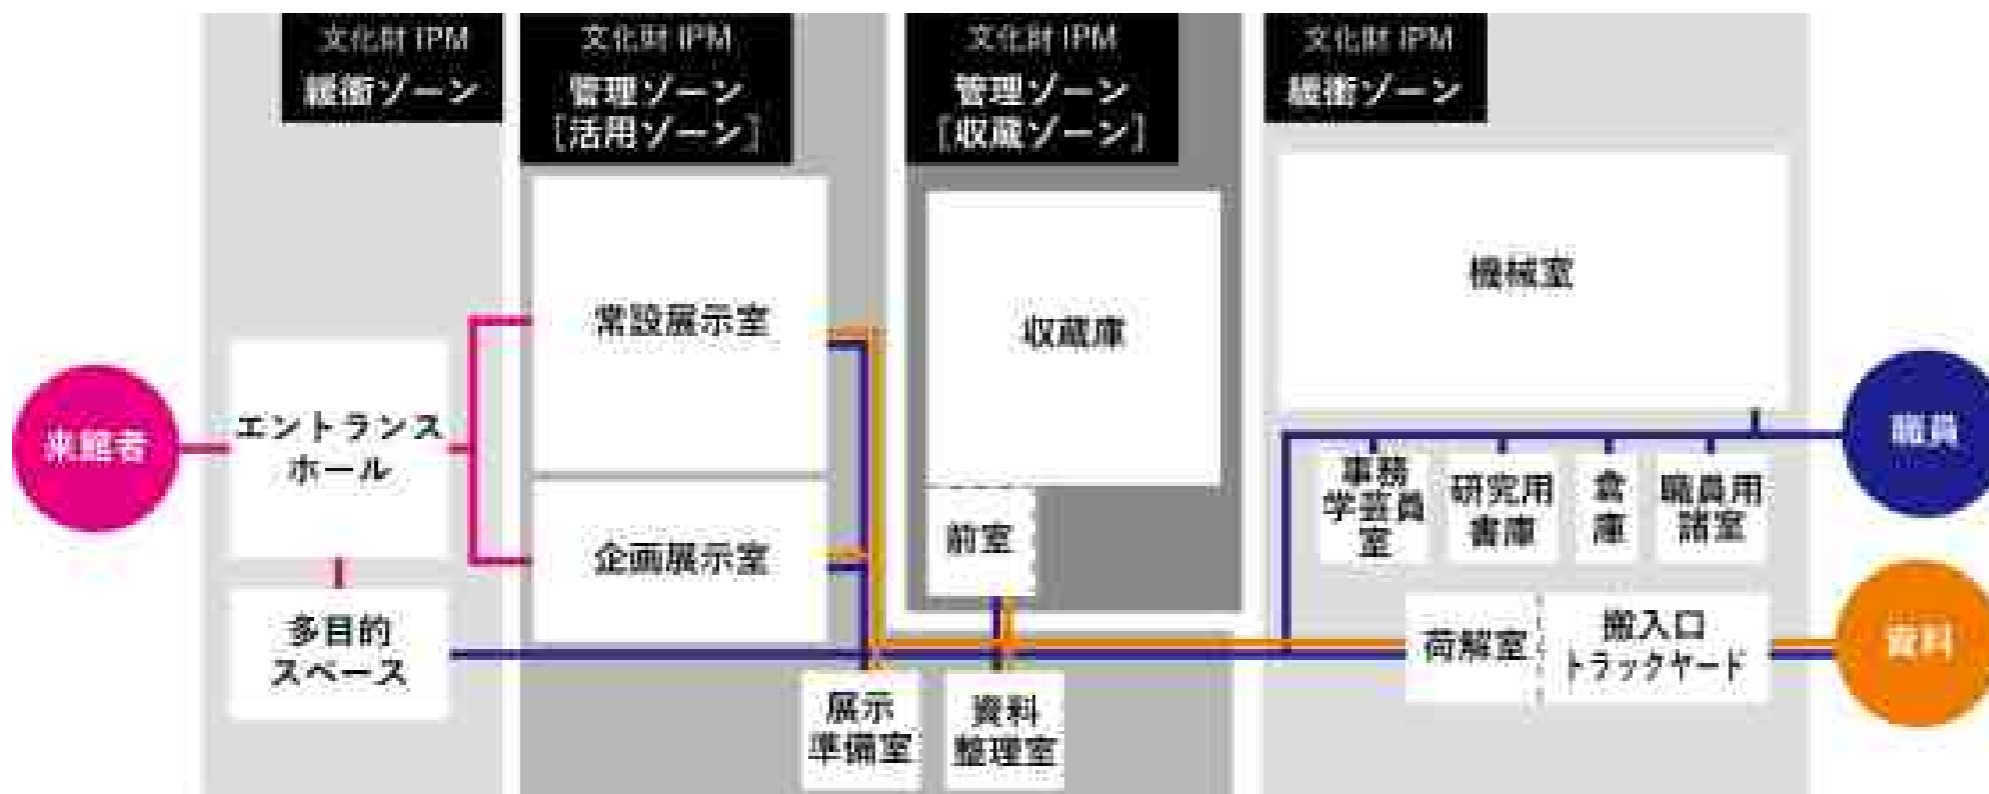 文化財 IPM
緩衝ゾーン
文化財 IPM
管理ゾーン
[活用ゾーン]
文化財 IPM
管理ゾーン
[収蔵ゾーン]
文化財 IPM
緩衝ゾーン
機械室
常設展示室
収蔵庫
来館者
エントランス
ホール
職員
事務
学芸員
室
研究用
書庫
倉
庫
職員用
諸室
前室
企画展示室
多目的
スペース
荷解室
搬入口
トラックヤード
資料
展示
準備室
資料
整理室